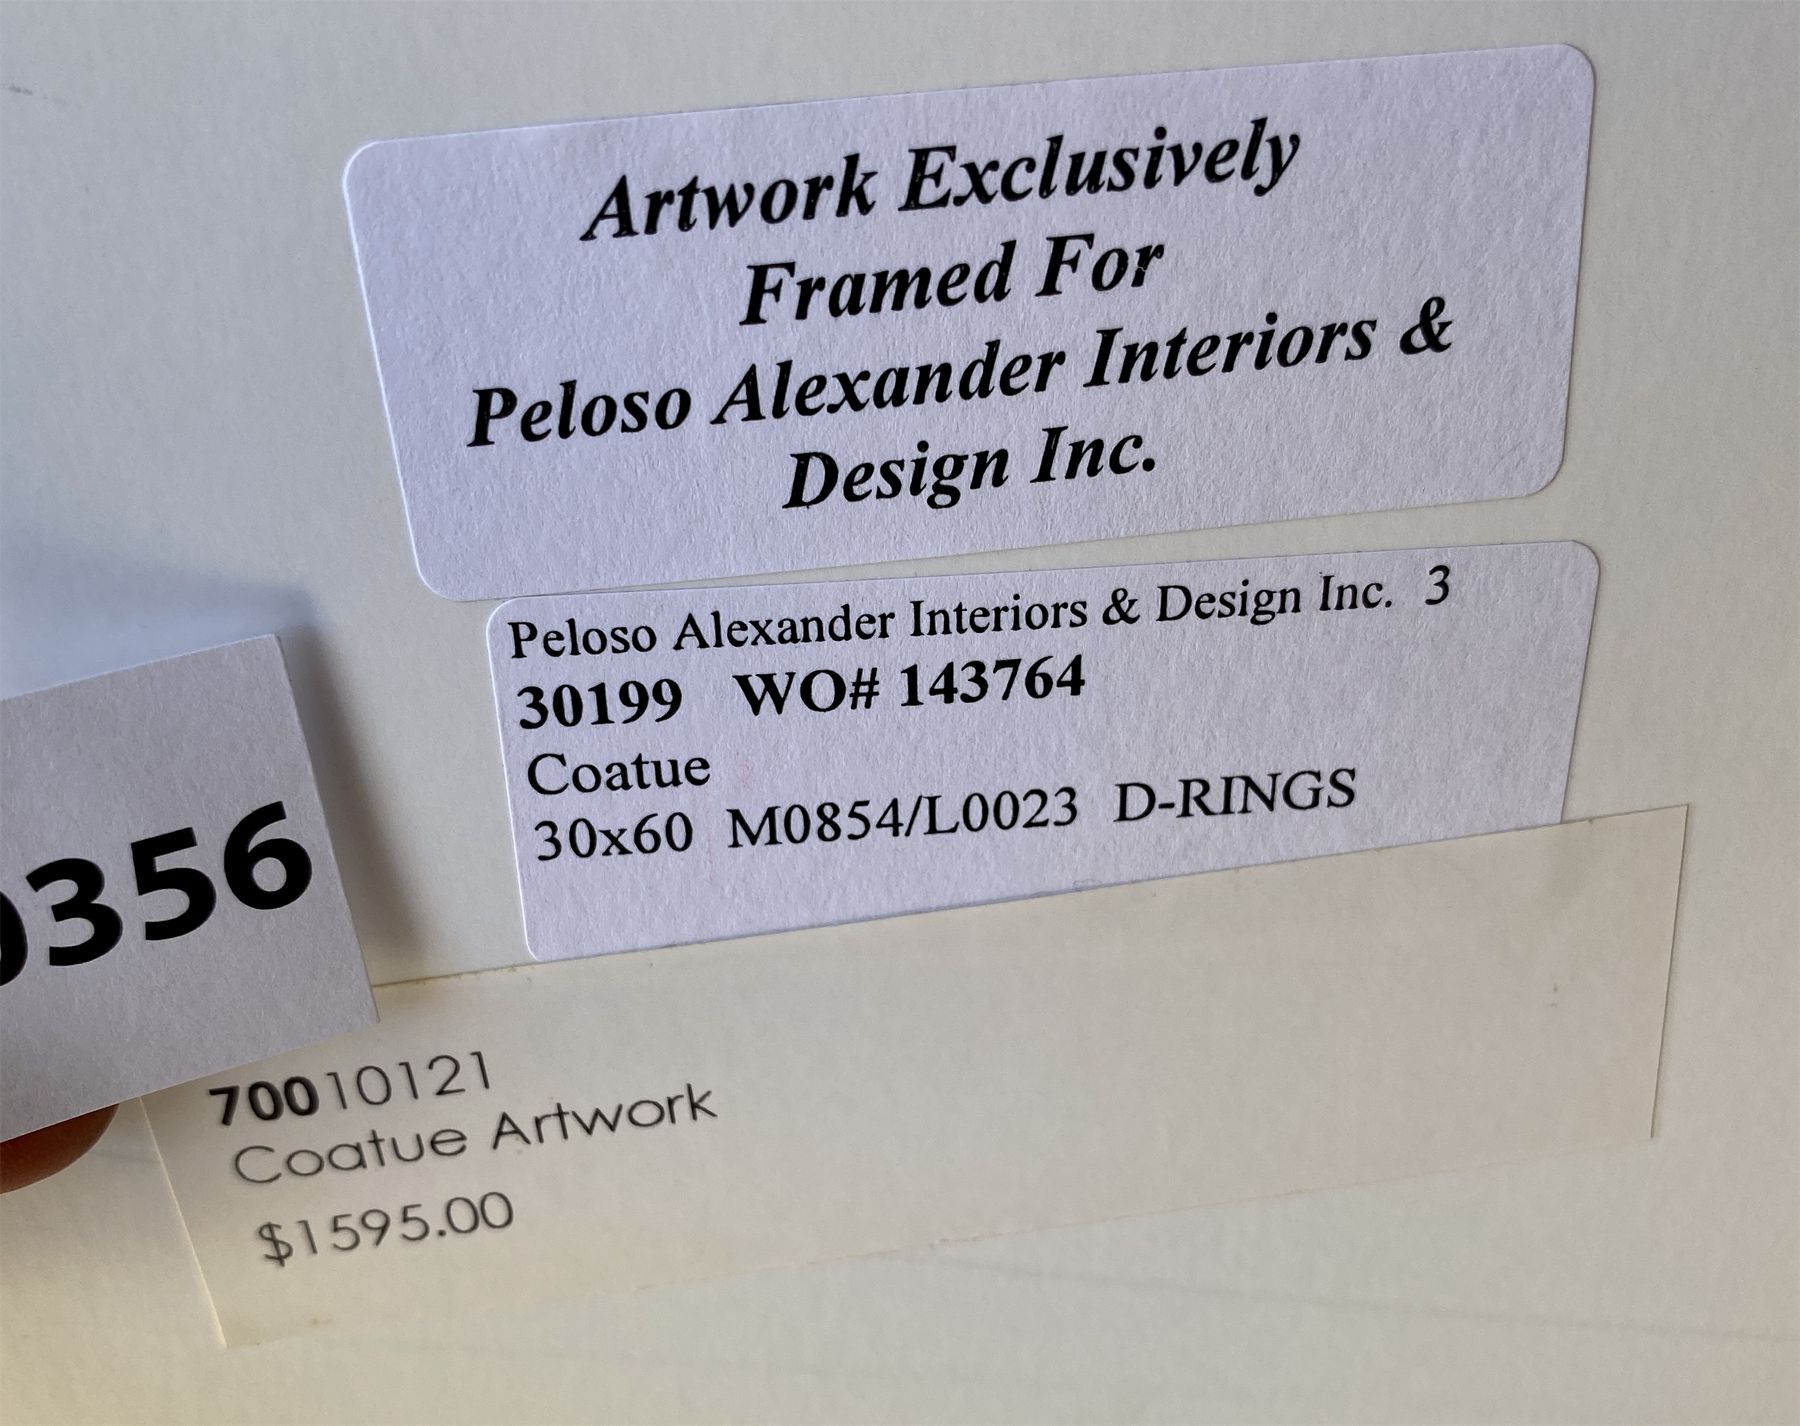 Artwork Exclusively
Framed For
Peloso Alexander Interiors &
Design Inc.
Peloso Alexander Interiors & Design Inc. 3
30199 WO# 143764
Coatue
30x60 M0854/L0023 D-RINGS
356
70010121
Coatue Artwork
$1595.00